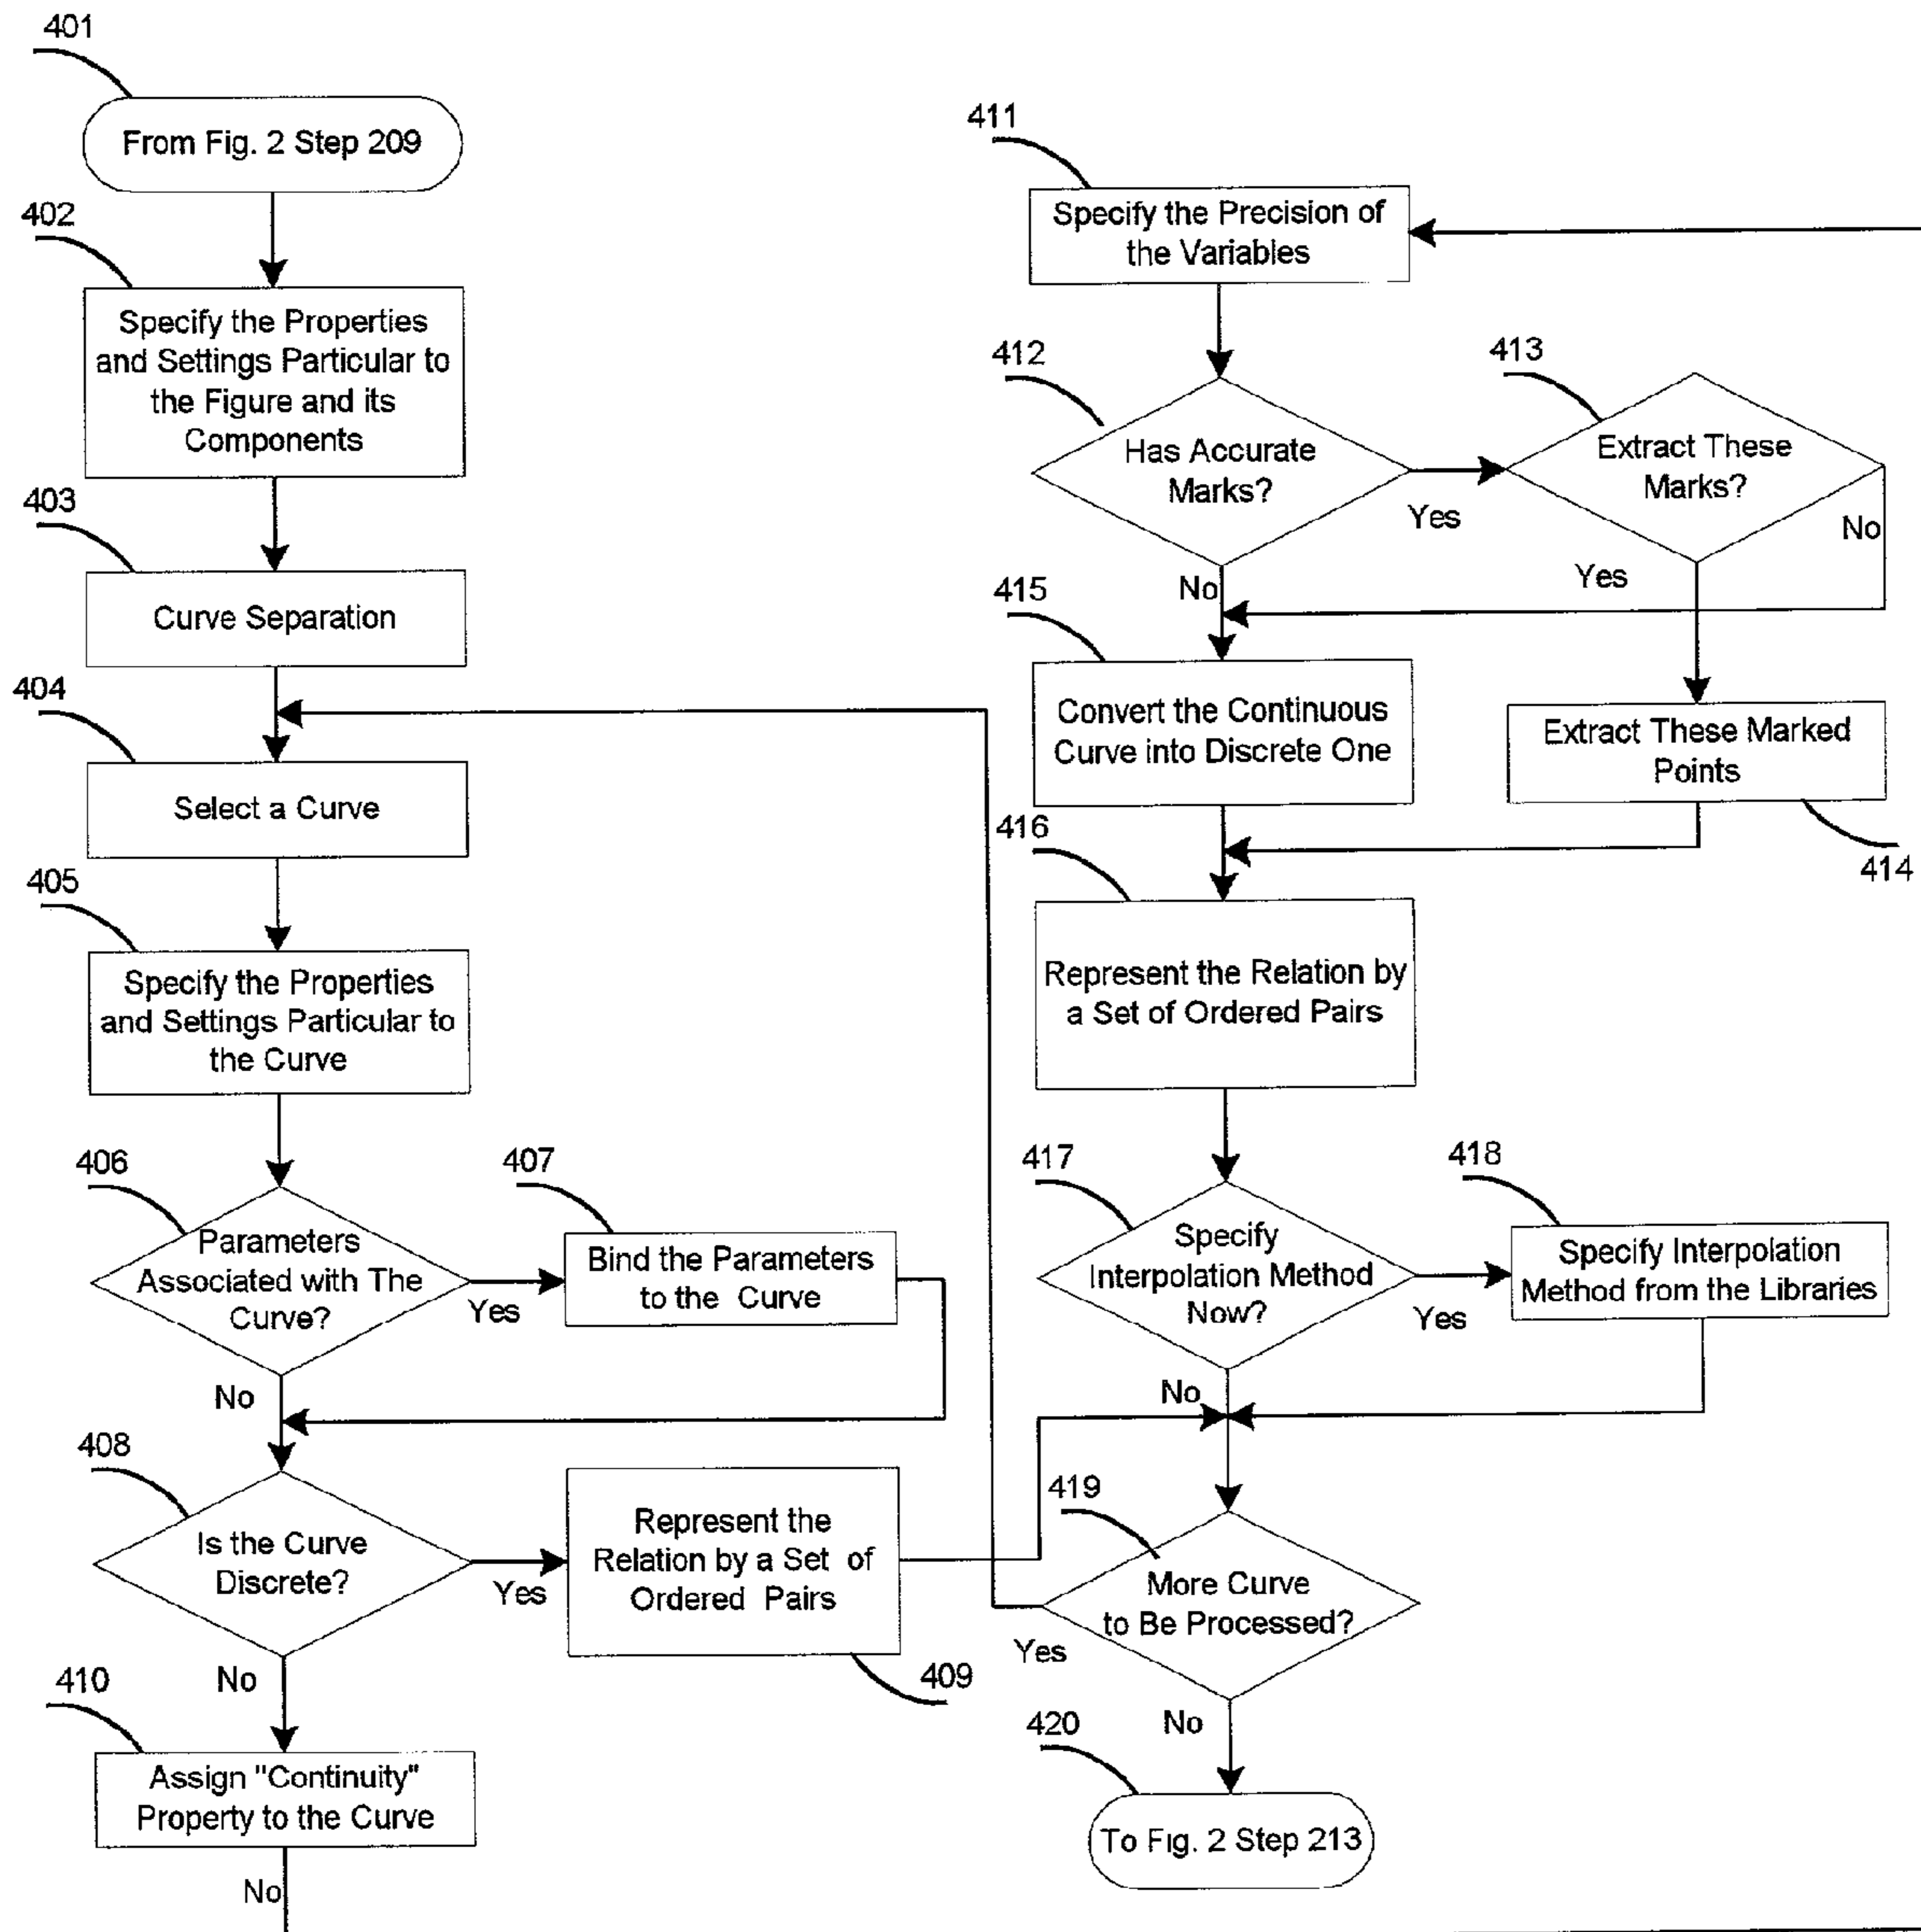 401
From Fig. 2 Step 209
402
Specify the Properties
and Settings Particular to
the Figure and its
Components
403
Curve Separation
404
Select a Curve
405
Specify the Properties
and Settings Particular to
the Curve
406
Parameters
Associated with The
Curve?
Yes
No
407
Bind the Parameters
to the Curve
408
Is the Curve
Discrete?
Yes
No
Represent the
Relation by a Set of
Ordered Pairs
409
410
Assign "Continuity"
Property to the Curve
No
411
Specify the Precision of
the Variables
412
Has Accurate
Marks?
Yes
No
413
Extract These
Marks?
No
Yes
Extract These Marked
Points
414
415
Convert the Continuous
Curve into Discrete One
416
Represent the Relation by
a Set of Ordered Pairs
417
Specify
Interpolation Method
Now?
Yes
No
418
Specify Interpolation
Method from the Libraries
419
More Curve
to Be Processed?
Yes
No
420
To Fig. 2 Step 213